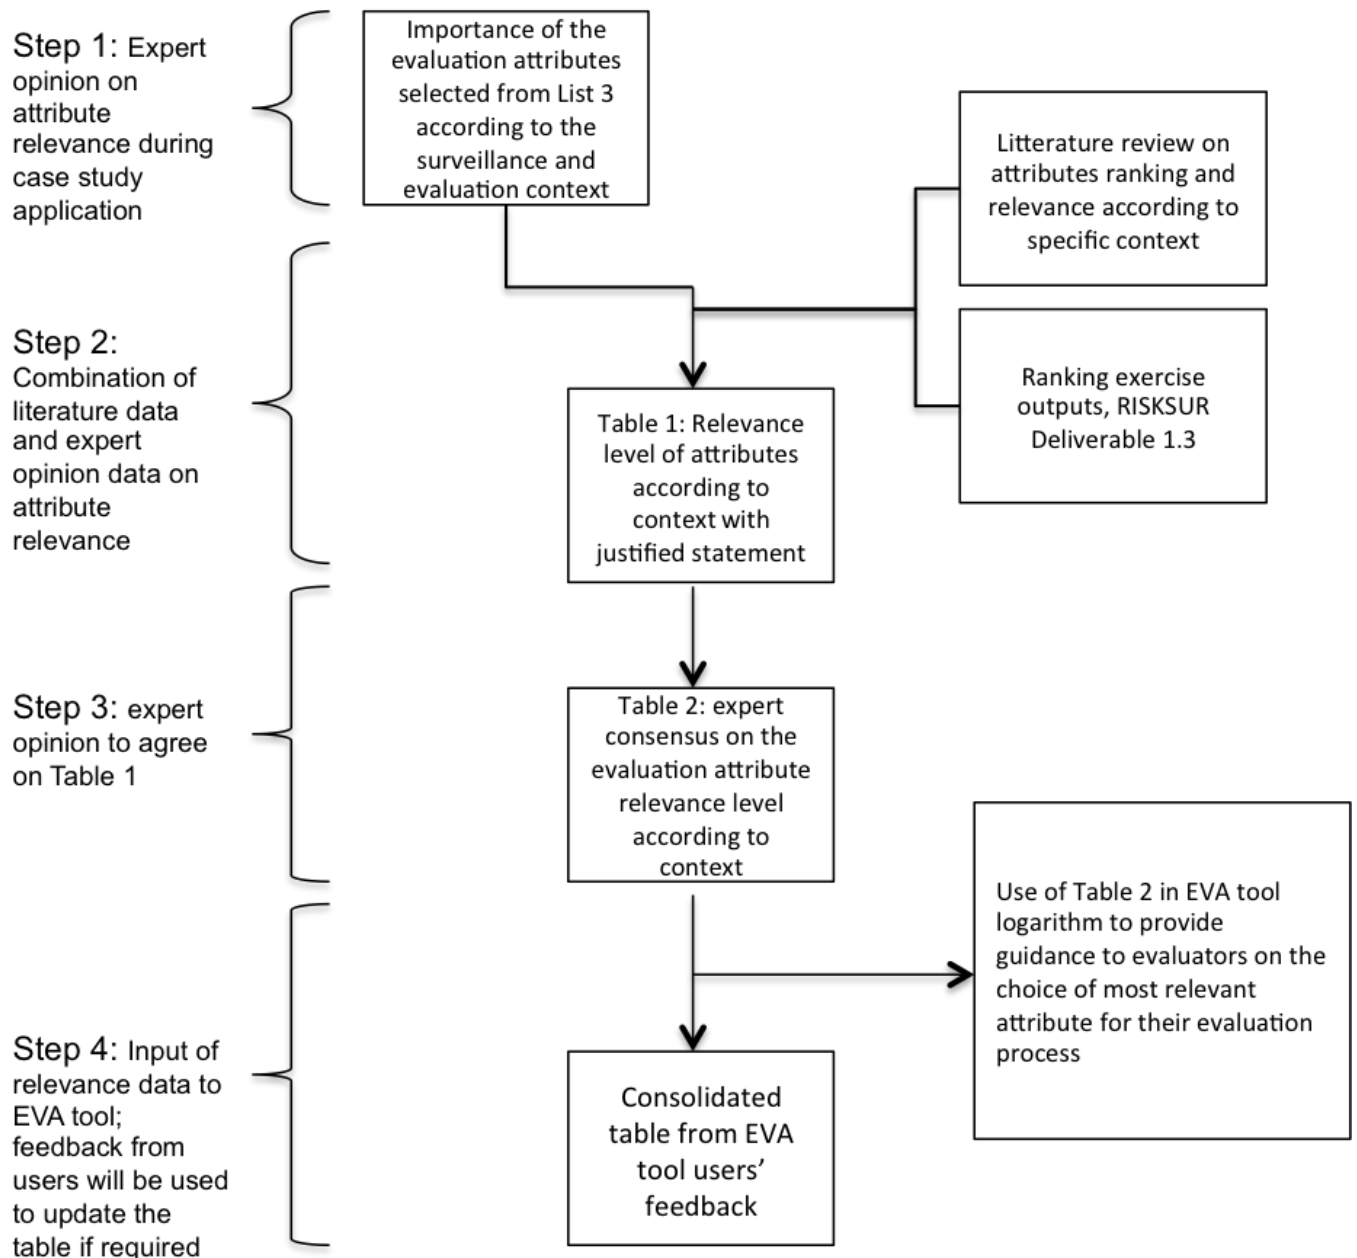 Step 1: Expert
opinion on
attribute
relevance during
case study
application
Importance of the
evaluation attributes
selected from List 3
according to the
surveillance and
evaluation context
Litterature review on
attributes ranking and
relevance according to
specific context
Step 2:
Combination of
literature data
and expert
opinion data on
attribute
relevance
Ranking exercise
outputs, RISKSUR
Deliverable 1.3
Table 1: Relevance
level of attributes
according to
context with
justified statement
Step 3: expert
opinion to agree
on Table 1
Table 2: expert
consensus on the
evaluation attribute
relevance level
according to
context
Use of Table 2 in EVA tool
logarithm to provide
guidance to evaluators on the
choice of most relevant
attribute for their evaluation
process
Step 4: Input of
relevance data to
EVA tool;
feedback from
users will be used
to update the
table if required
Consolidated
table from EVA
tool users’
feedback